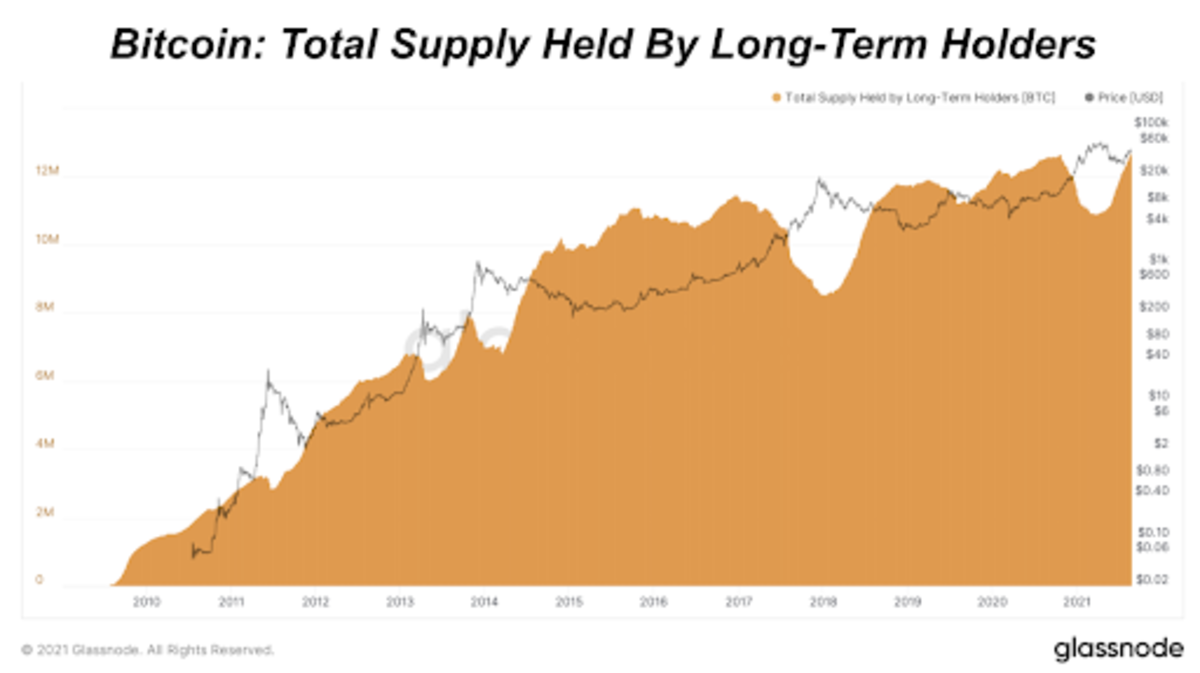 Bitcoin: Total Supply Held By Long-Term Holders
Total Supply Held by Long-Term Holders [BTC] Price [USD]
$100k
$60k
12M
$20k
$8k
$4k
10M
$1k
$600
8M
$200
$80
$40
6M
$10
$6
4M
$2
$0.80
$0.40
2M
$0.10
$0.06
0
$0.02
2010 2011 2012 2013 2014 2015 2016 2017 2018 2019 2020 2021
© 2021 Glassnode. All Rights Reserved.
glassnode